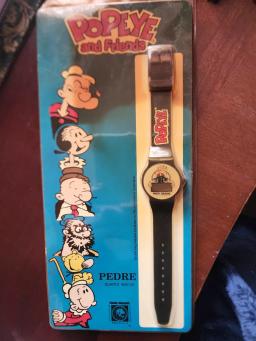 POPEYE
and Friends
POPEYE
PEDRE
quartz watch